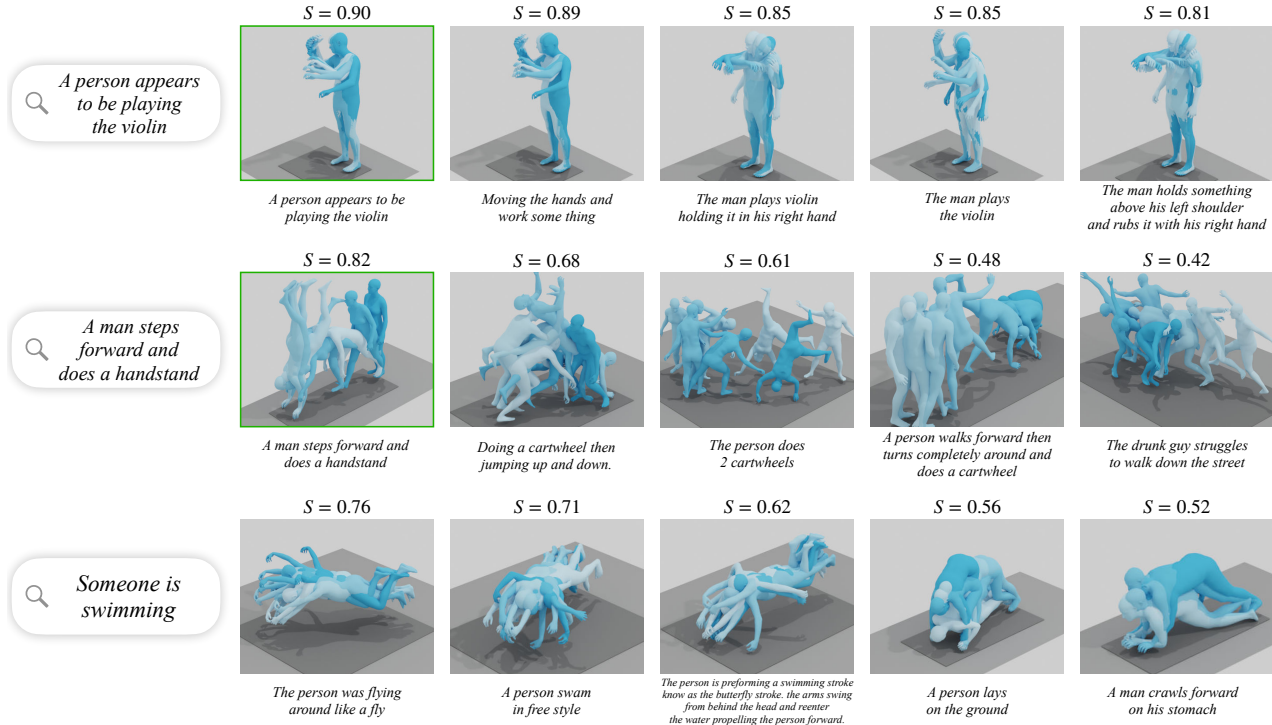 S = 0.90
S = 0.89
S = 0.85
S = 0.85
S = 0.81
A person appears
to be playing
the violin
A person appears to be
playing the violin
Moving the hands and
work some thing
The man plays violin
holding it in his right hand
The man plays
the violin
The man holds something
above his left shoulder
and rubs it with his right hand
S = 0.82
S = 0.68
S = 0.61
S = 0.48
S = 0.42
A man steps
forward and
does a handstand
A man steps forward and
does a handstand
Doing a cartwheel then
jumping up and down.
The person does
2 cartwheels
A person walks forward then
turns completely around and
does a cartwheel
The drunk guy struggles
to walk down the street
S = 0.76
S = 0.71
S = 0.62
S = 0.56
S = 0.52
Someone is
swimming
The person was flying
around like a fly
A person swam
in free style
The person is preforming a swimming stroke
know as the butterfly stroke. the arms swing
from behind the head and reenter
the water propelling the person forward.
A person lays
on the ground
A man crawls forward
on his stomach